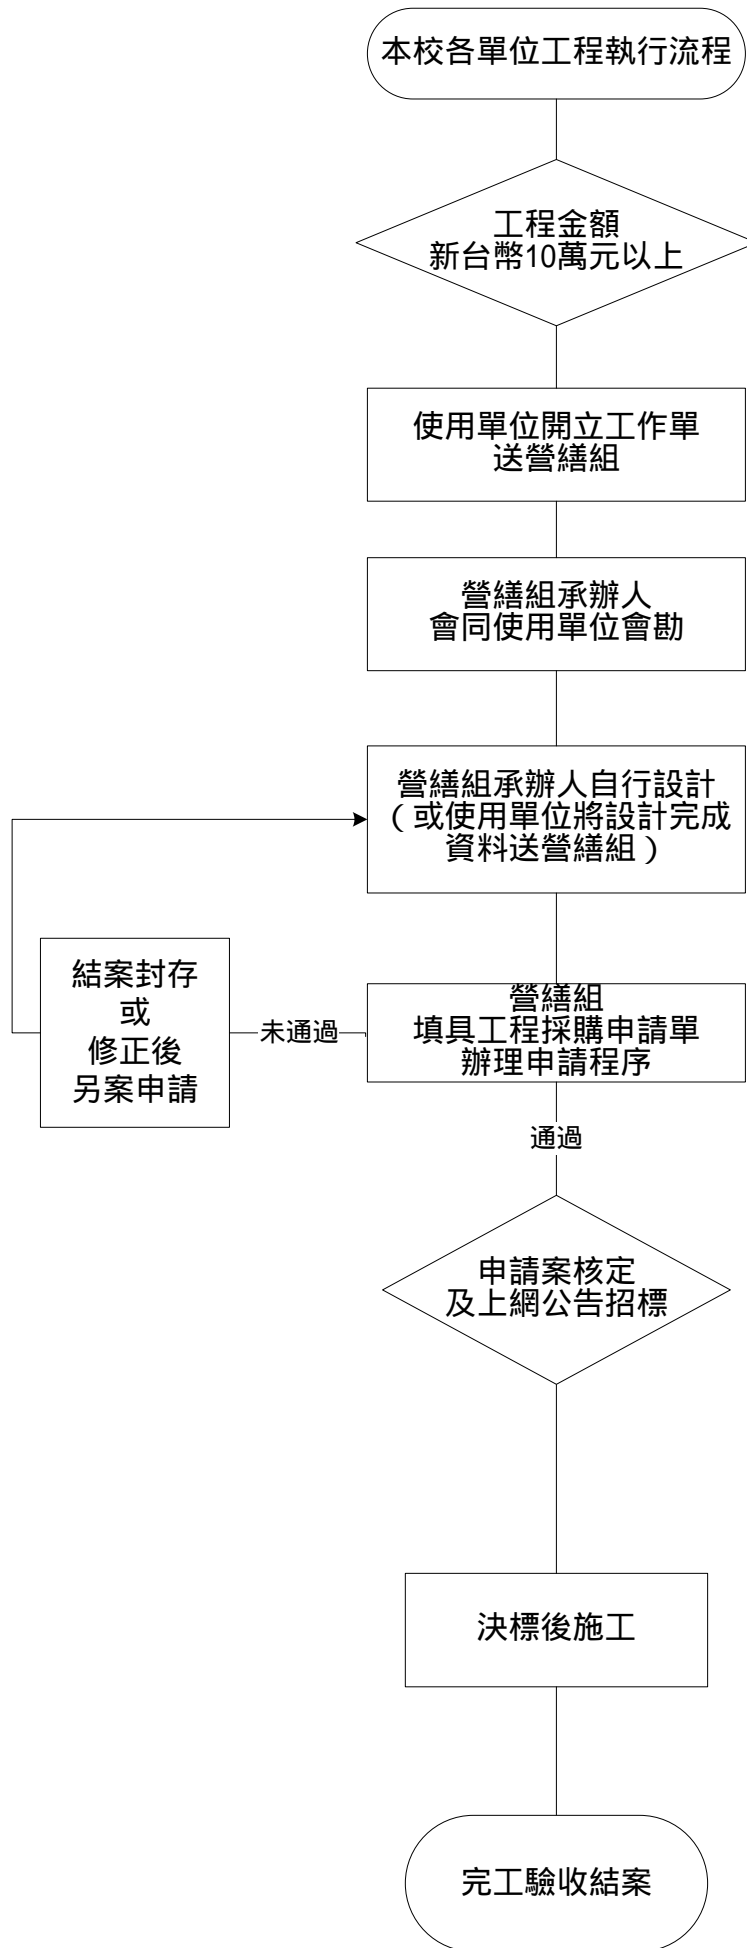 本校各單位工程執行流程
工程金額
新台幣10萬元以上
使用單位開立工作單
送營繕組
營繕組承辦人
會同使用單位會勘
營繕組承辦人自行設計
（或使用單位將設計完成
資料送營繕組）
結案封存
或
修正後
另案申請
未通過
營繕組
填具工程採購申請單
辦理申請程序
通過
申請案核定
及上網公告招標
決標後施工
完工驗收結案